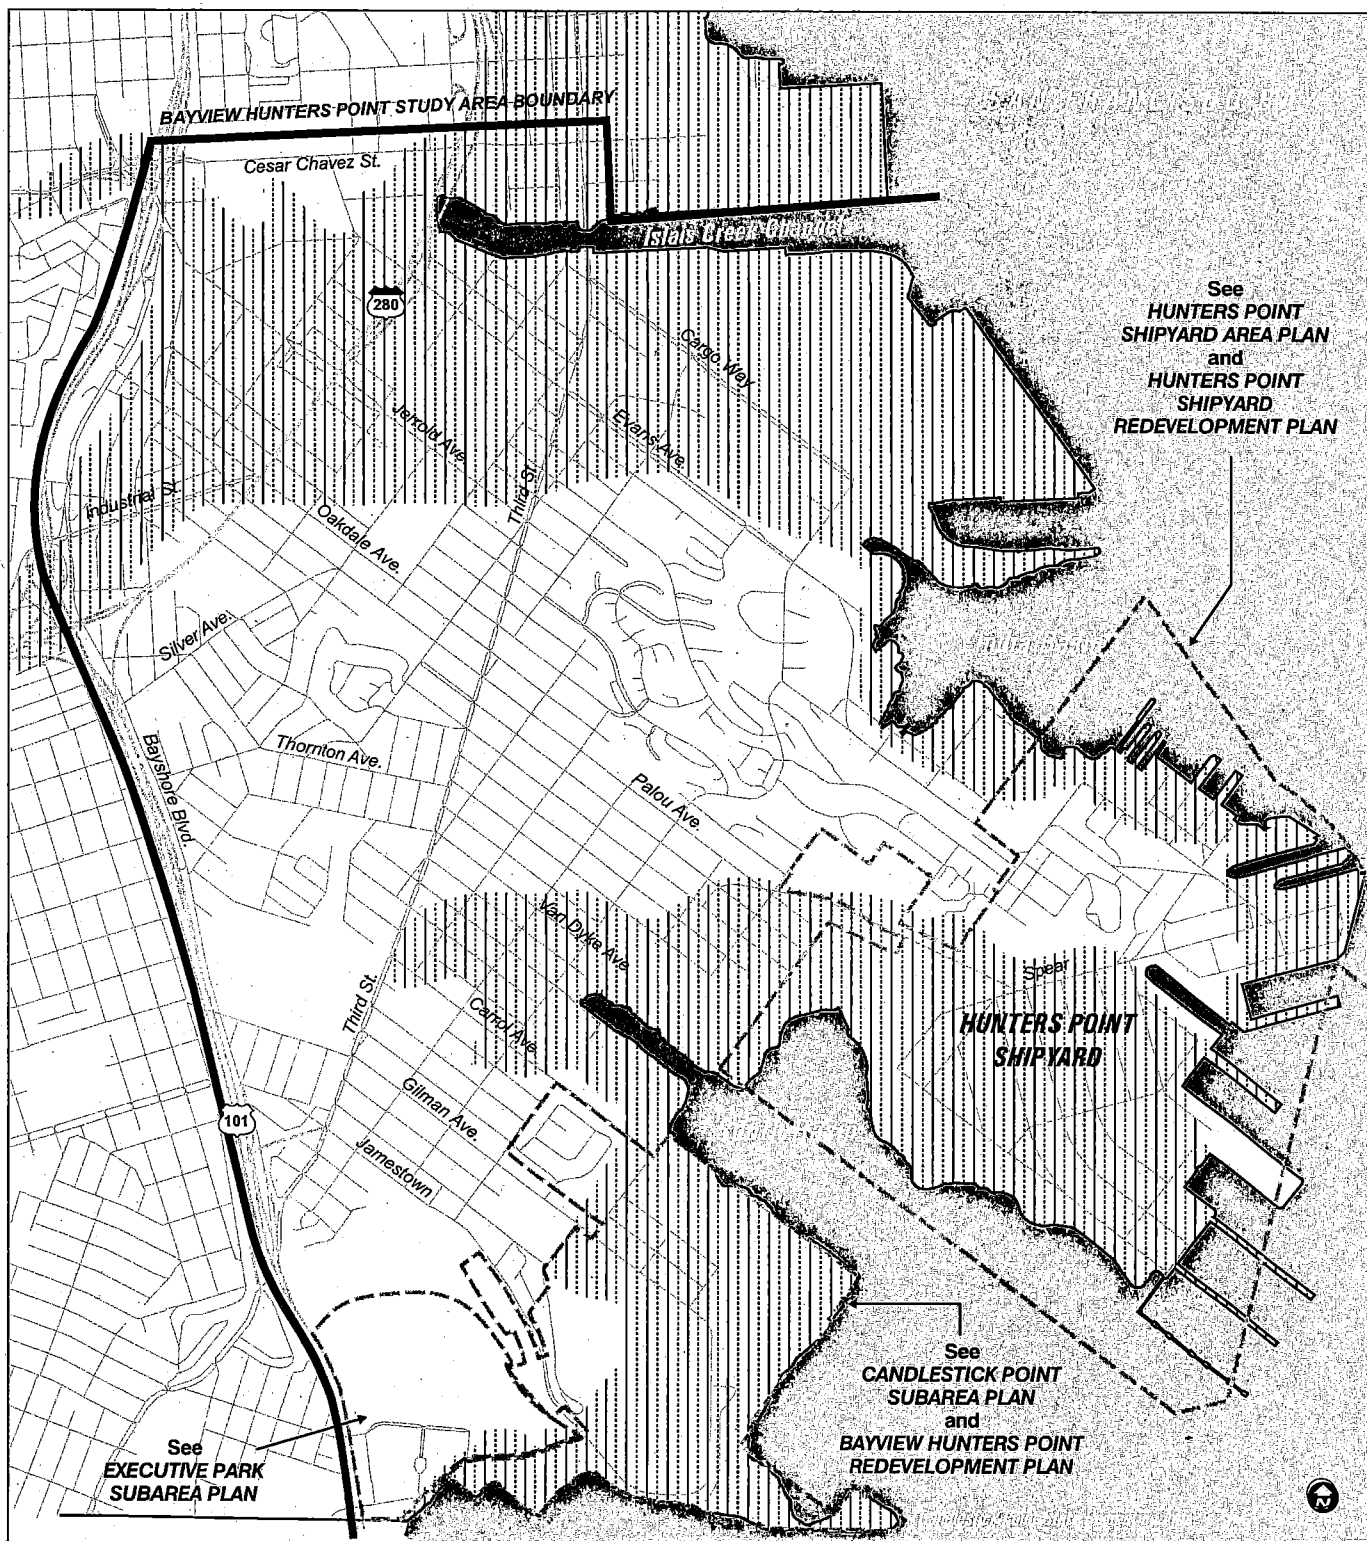 BAYVIEW HUNTERS POINT STUDY AREA BOUNDARY
Cesar Chavez St.
Islais Creek Channel
280
See
HUNTERS POINT
SHIPYARD AREA PLAN
and
HUNTERS POINT
SHIPYARD
REDEVELOPMENT PLAN
Cargo Way
Jerrold Ave.
Evans Ave.
Third St.
Industrial St.
Oakdale Ave.
Silver Ave.
Thornton Ave.
Bayshore Blvd
Palou Ave.
Van Dyke Ave
Spear
Third St.
Carrol Ave.
HUNTERS POINT
SHIPYARD
Gilman Ave.
101
Jamestown
See
CANDLESTICK POINT
SUBAREA PLAN
and
BAYVIEW HUNTERS POINT
REDEVELOPMENT PLAN
See
EXECUTIVE PARK
SUBAREA PLAN
N